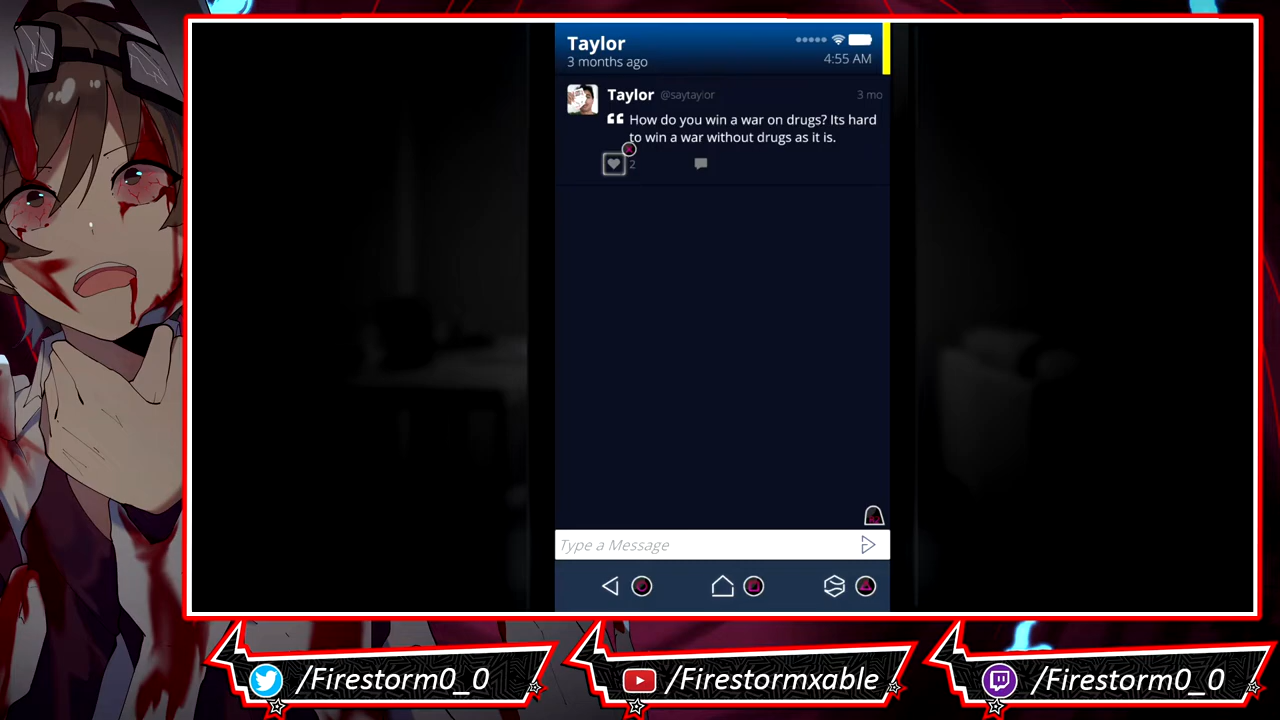 Taylor
3 months ago
4:55 AM
Taylor @saytaylor 3 mo
How do you win a war on drugs? Its hard
to win a war without drugs as it is.
2
Type a Message
/Firestorm0_0
/Firestormxable
/Firestorm0_0